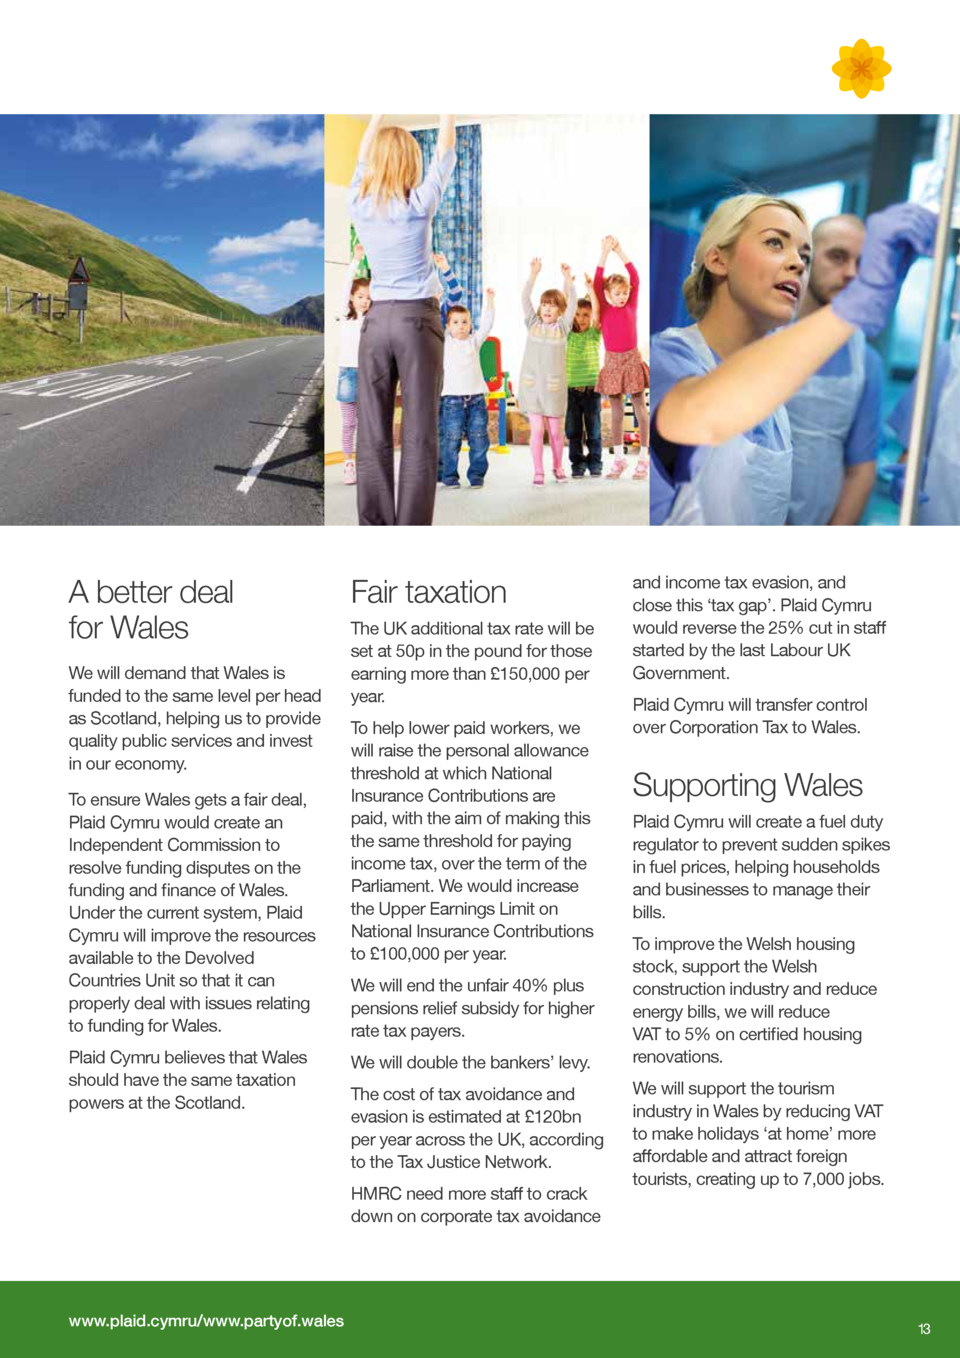 A better deal
for Wales
We will demand that Wales is
funded to the same level per head
as Scotland, helping us to provide
quality public services and invest
in our economy.
To ensure Wales gets a fair deal,
Plaid Cymru would create an
Independent Commission to
resolve funding disputes on the
funding and finance of Wales.
Under the current system, Plaid
Cymru will improve the resources
available to the Devolved
Countries Unit so that it can
properly deal with issues relating
to funding for Wales.
Plaid Cymru believes that Wales
should have the same taxation
powers at the Scotland.
Fair taxation
The UK additional tax rate will be
set at 50p in the pound for those
earning more than £150,000 per
year.
To help lower paid workers, we
will raise the personal allowance
threshold at which National
Insurance Contributions are
paid, with the aim of making this
the same threshold for paying
income tax, over the term of the
Parliament. We would increase
the Upper Earnings Limit on
National Insurance Contributions
to £100,000 per year.
We will end the unfair 40% plus
pensions relief subsidy for higher
rate tax payers.
We will double the bankers’ levy.
The cost of tax avoidance and
evasion is estimated at £120bn
per year across the UK, according
to the Tax Justice Network.
HMRC need more staff to crack
down on corporate tax avoidance
and income tax evasion, and
close this ‘tax gap’. Plaid Cymru
would reverse the 25% cut in staff
started by the last Labour UK
Government.
Plaid Cymru will transfer control
over Corporation Tax to Wales.
Supporting Wales
Plaid Cymru will create a fuel duty
regulator to prevent sudden spikes
in fuel prices, helping households
and businesses to manage their
bills.
To improve the Welsh housing
stock, support the Welsh
construction industry and reduce
energy bills, we will reduce
VAT to 5% on certified housing
renovations.
We will support the tourism
industry in Wales by reducing VAT
to make holidays ‘at home’ more
affordable and attract foreign
tourists, creating up to 7,000 jobs.
www.plaid.cymru/www.partyof.wales
13